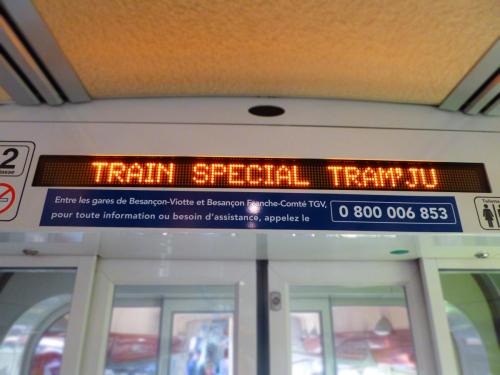 TRAIN SPECIAL TRAM'JU
2
Entre les gares de Besançon-Viotte et Besançon Franche-Comté TGV,
pour toute information ou besoin d'assistance, appelez le
0 800 006 853